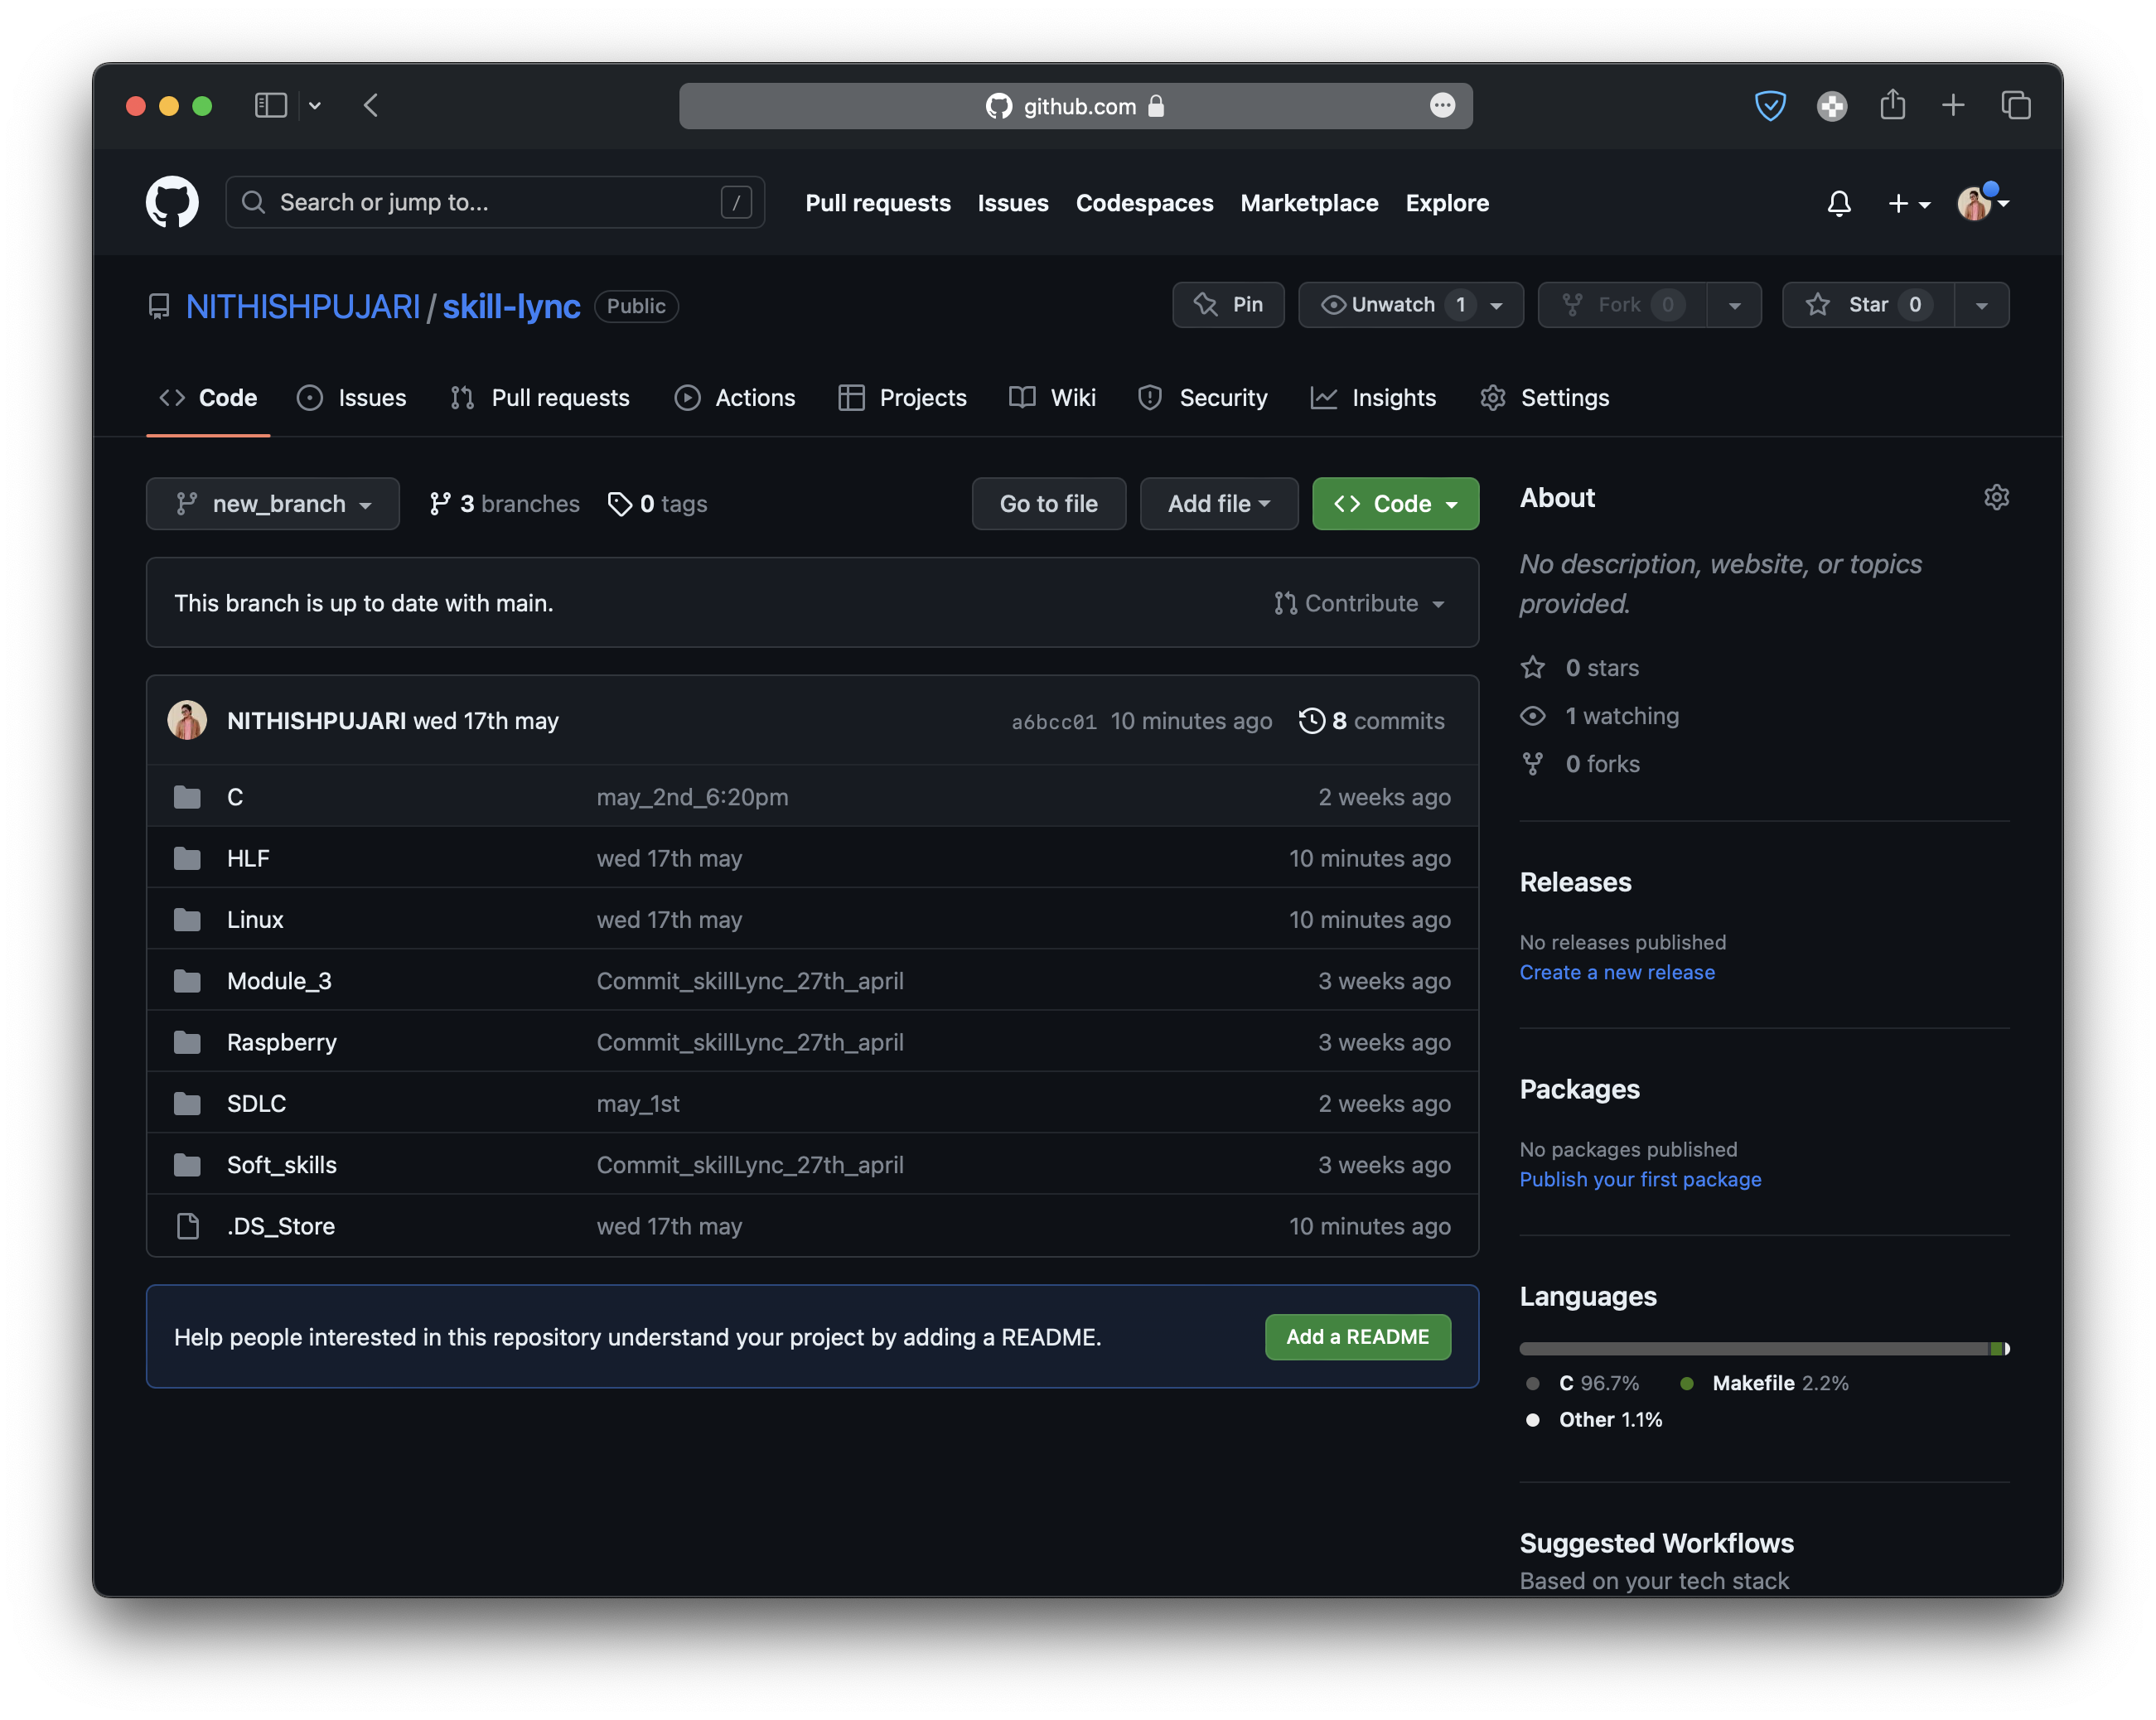 github.com
Search or jump to... /
Pull requests Issues Codespaces Marketplace Explore
NITHISHPUJARI / skill-lync Public
Pin Unwatch 1 Fork 0 Star 0
Code Issues Pull requests Actions Projects Wiki Security Insights Settings
new_branch 3 branches 0 tags Go to file Add file Code
This branch is up to date with main. Contribute
NITHISHPUJARI wed 17th may a6bcc01 10 minutes ago 8 commits
C may_2nd_6:20pm 2 weeks ago
HLF wed 17th may 10 minutes ago
Linux wed 17th may 10 minutes ago
Module_3 Commit_skillLync_27th_april 3 weeks ago
Raspberry Commit_skillLync_27th_april 3 weeks ago
SDLC may_1st 2 weeks ago
Soft_skills Commit_skillLync_27th_april 3 weeks ago
.DS_Store wed 17th may 10 minutes ago
Help people interested in this repository understand your project by adding a README. Add a README
About
No description, website, or topics
provided.
0 stars
1 watching
0 forks
Releases
No releases published
Create a new release
Packages
No packages published
Publish your first package
Languages
C 96.7% Makefile 2.2%
Other 1.1%
Suggested Workflows
Based on your tech stack